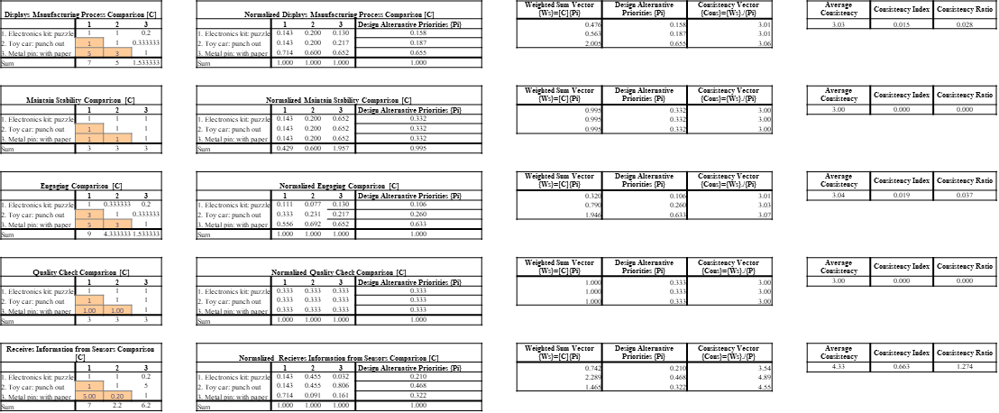 Displays Manufacturing Process Comparison [C]
1 2 3
1. Electronics kit: puzzle 1 1 0.2
2. Toy car: punch out 1 1 0.333333
3. Metal pin: with paper 5 3 1
Sum 7 5 1.533333
Normalized Displays Manufacturing Process Comparison [C]
1 2 3 Design Alternative Priorities {Pi}
1. Electronics kit: puzzle 0.143 0.200 0.130 0.158
2. Toy car: punch out 0.143 0.200 0.217 0.187
3. Metal pin: with paper 0.714 0.600 0.652 0.655
Sum 1.000 1.000 1.000 1.000
Weighted Sum Vector {Ws}=[C]{Pi} Design Alternative Priorities {Pi} Consistency Vector {Cons}={Ws}./{Pi}
0.476 0.158 3.01
0.563 0.187 3.01
2.005 0.655 3.06
Average Consistency Consistency Index Consistency Ratio
3.03 0.015 0.028
Maintain Stability Comparison [C]
1 2 3
1. Electronics kit: puzzle 1 1 1
2. Toy car: punch out 1 1 1
3. Metal pin: with paper 1 1 1
Sum 3 3 3
Normalized Maintain Stability Comparison [C]
1 2 3 Design Alternative Priorities {Pi}
1. Electronics kit: puzzle 0.143 0.200 0.652 0.332
2. Toy car: punch out 0.143 0.200 0.652 0.332
3. Metal pin: with paper 0.143 0.200 0.652 0.332
Sum 0.429 0.600 1.957 0.995
Weighted Sum Vector {Ws}=[C]{Pi} Design Alternative Priorities {Pi} Consistency Vector {Cons}={Ws}./{Pi}
0.995 0.332 3.00
0.995 0.332 3.00
0.995 0.332 3.00
Average Consistency Consistency Index Consistency Ratio
3.00 0.000 0.000
Engaging Comparison [C]
1 2 3
1. Electronics kit: puzzle 1 0.333333 0.2
2. Toy car: punch out 3 1 0.333333
3. Metal pin: with paper 5 3 1
Sum 9 4.333333 1.533333
Normalized Engaging Comparison [C]
1 2 3 Design Alternative Priorities {Pi}
1. Electronics kit: puzzle 0.111 0.077 0.130 0.106
2. Toy car: punch out 0.333 0.231 0.217 0.260
3. Metal pin: with paper 0.556 0.692 0.652 0.633
Sum 1.000 1.000 1.000 1.000
Weighted Sum Vector {Ws}=[C]{Pi} Design Alternative Priorities {Pi} Consistency Vector {Cons}={Ws}./{Pi}
0.320 0.106 3.01
0.790 0.260 3.03
1.946 0.633 3.07
Average Consistency Consistency Index Consistency Ratio
3.04 0.019 0.037
Quality Check Comparison [C]
1 2 3
1. Electronics kit: puzzle 1 1 1
2. Toy car: punch out 1 1 1
3. Metal pin: with paper 1.00 1.00 1
Sum 3 3 3
Normalized Quality Check Comparison [C]
1 2 3 Design Alternative Priorities {Pi}
1. Electronics kit: puzzle 0.333 0.333 0.333 0.333
2. Toy car: punch out 0.333 0.333 0.333 0.333
3. Metal pin: with paper 0.333 0.333 0.333 0.333
Sum 1.000 1.000 1.000 1.000
Weighted Sum Vector {Ws}=[C]{Pi} Design Alternative Priorities {Pi} Consistency Vector {Cons}={Ws}./{P}
1.000 0.333 3.00
1.000 0.333 3.00
1.000 0.333 3.00
Average Consistency Consistency Index Consistency Ratio
3.00 0.000 0.000
Receives Information from Sensors Comparison [C]
1 2 3
1. Electronics kit: puzzle 1 1 0.2
2. Toy car: punch out 1 1 5
3. Metal pin: with paper 5.00 0.20 1
Sum 7 2.2 6.2
Normalized Recieves Information from Sensors Comparison [C]
1 2 3 Design Alternative Priorities {Pi}
1. Electronics kit: puzzle 0.143 0.455 0.032 0.210
2. Toy car: punch out 0.143 0.455 0.806 0.468
3. Metal pin: with paper 0.714 0.091 0.161 0.322
Sum 1.000 1.000 1.000 1.000
Weighted Sum Vector {Ws}=[C]{Pi} Design Alternative Priorities {Pi} Consistency Vector {Cons}={Ws}./{P}
0.742 0.210 3.54
2.289 0.468 4.89
1.465 0.322 4.55
Average Consistency Consistency Index Consistency Ratio
4.33 0.663 1.274